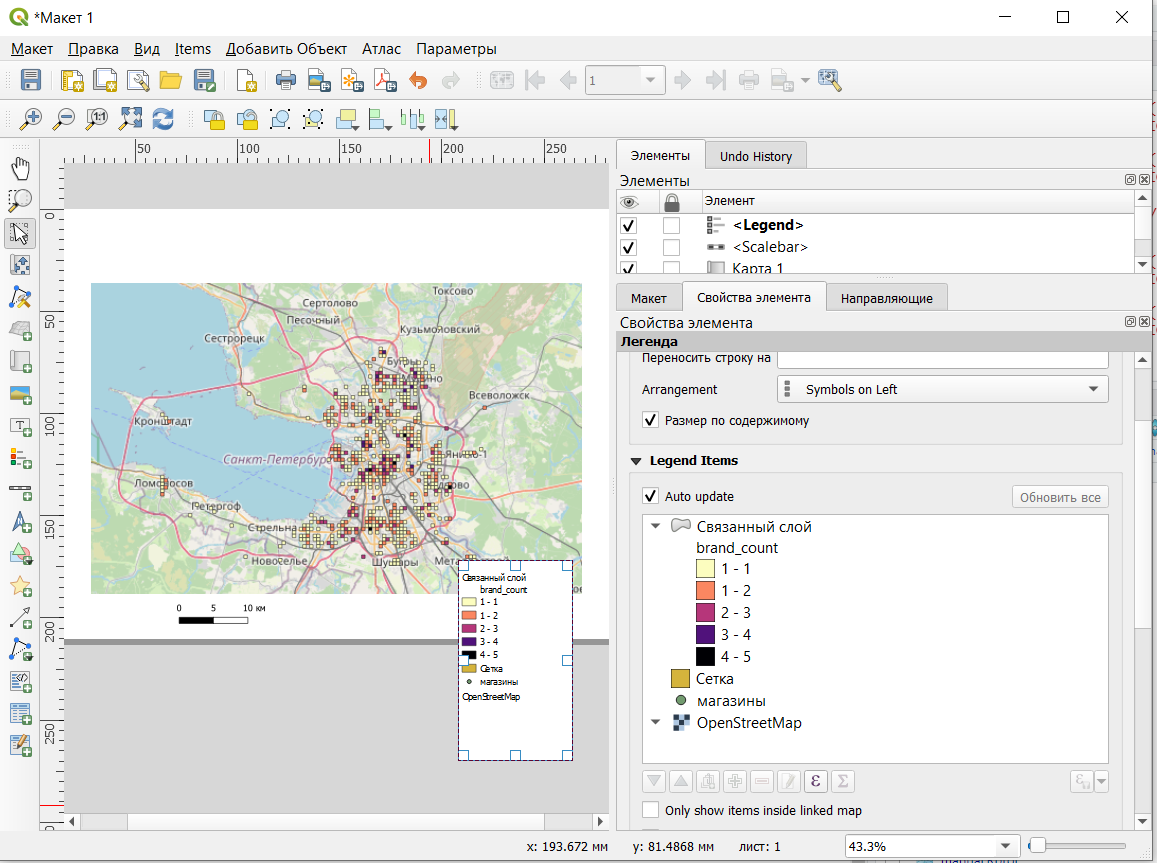 *Макет 1
Макет Правка Вид Items Добавить Объект Атлас Параметры
1
1:1
50 100 150 200 250
Элементы Undo History
Элементы
Элемент
<Legend>
<Scalebar>
Карта 1
0
50
100
150
200
250
Макет Свойства элемента Направляющие
Свойства элемента
Легенда
Переносить строку на
Arrangement Symbols on Left
Размер по содержимому
Legend Items
Auto update Обновить все
Связанный слой
brand_count
1 - 1
1 - 2
2 - 3
3 - 4
4 - 5
Сетка
магазины
OpenStreetMap
Only show items inside linked map
Токсово
Сертолово
Песочный
Кузьмоловский
Сестрорецк
Всеволожск
Кронштадт
Санкт-Петербург
Янино-1
Ломоносов
Петергоф
Стрельна
Новоселье
Шушары
0 5 10 км
Связанный слой
brand_count
1 - 1
1 - 2
2 - 3
3 - 4
4 - 5
Сетка
магазины
OpenStreetMap
x: 193.672 мм y: 81.4868 мм лист: 1 43.3%